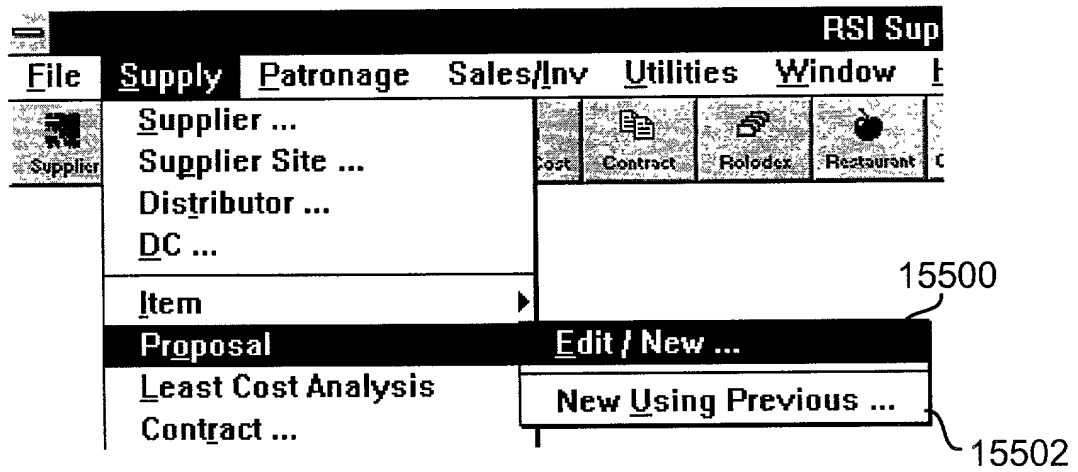 RSI Sup
File Supply Patronage Sales/Inv Utilities Window
Supplier Cost Contract Rolodex Restaurant
Supplier ...
Supplier Site ...
Distributor ...
DC ...
Item
Proposal
Least Cost Analysis
Contract ...
15500
Edit / New ...
New Using Previous ...
15502